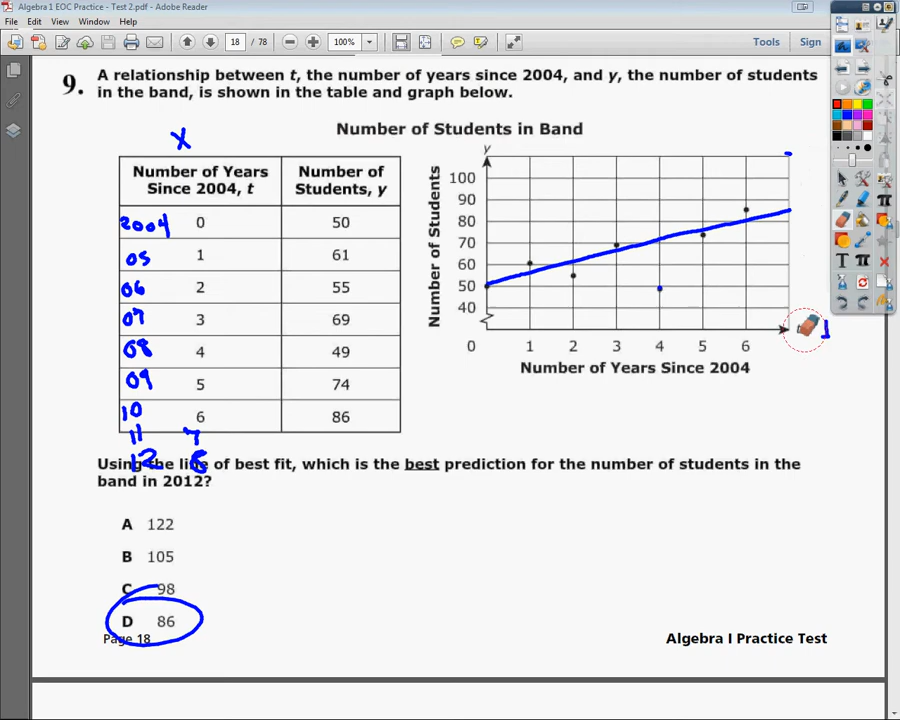 Algebra 1 EOC Practice - Test 2.pdf - Adobe Reader
File Edit View Window Help
18 / 78 100% Tools Sign
9. A relationship between t, the number of years since 2004, and y, the number of students
in the band, is shown in the table and graph below.
X
Number of Years Since 2004, t
Number of Students, y
2004 0 50
05 1 61
06 2 55
07 3 69
08 4 49
09 5 74
10 6 86
11 7
12 8
Number of Students in Band
y
Number of Students
100
90
80
70
60
50
40
0 1 2 3 4 5 6
Number of Years Since 2004
Using the line of best fit, which is the best prediction for the number of students in the
band in 2012?
A 122
B 105
C 98
D 86
Page 18
Algebra I Practice Test